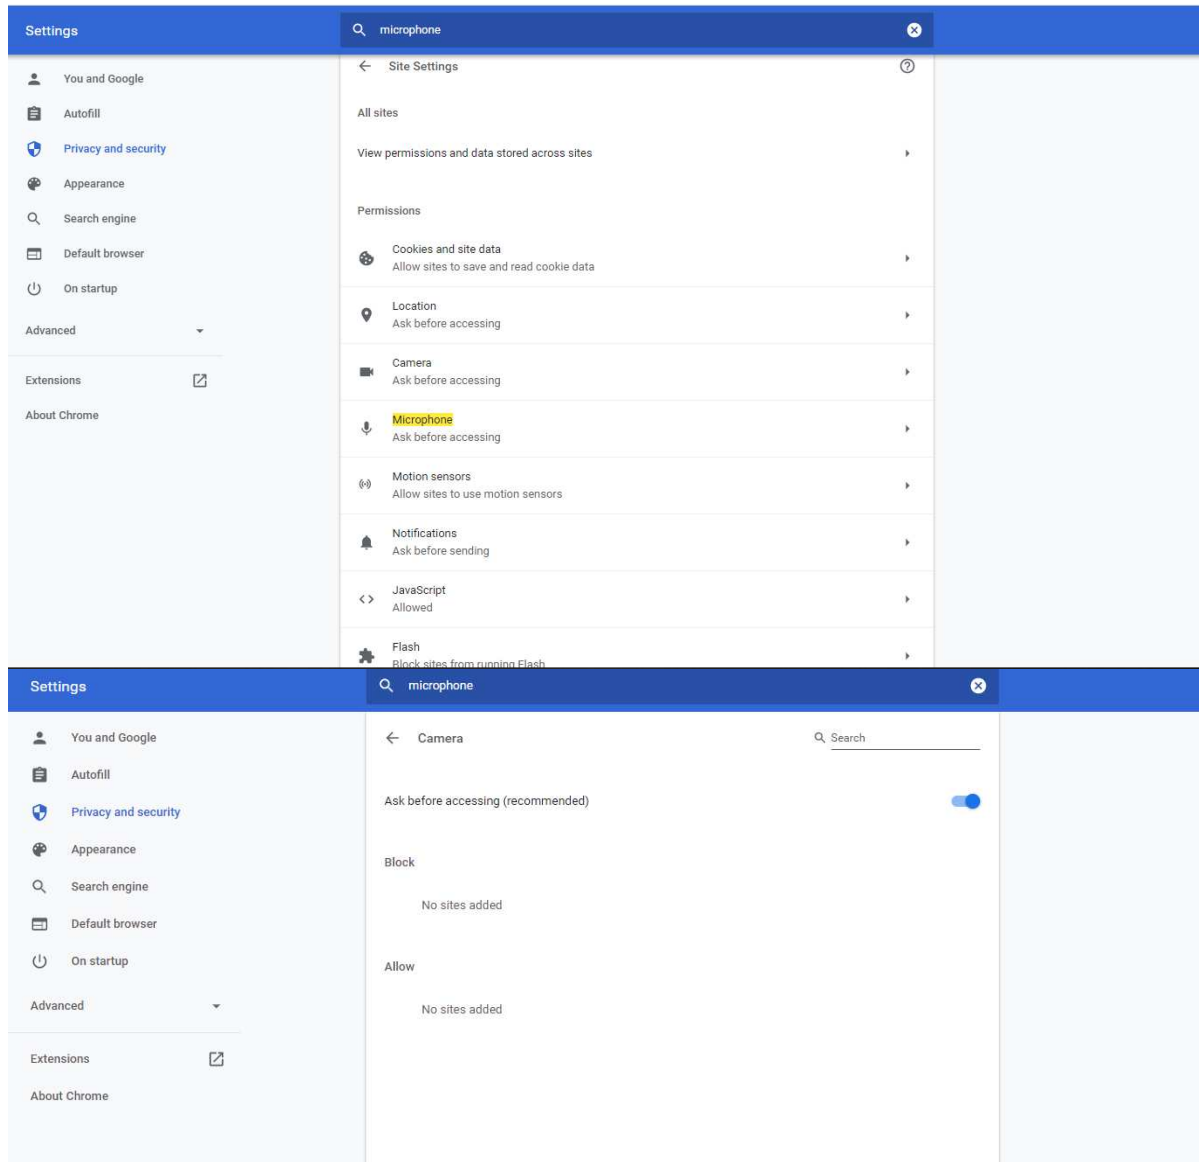 Settings
microphone
You and Google
Autofill
Privacy and security
Appearance
Search engine
Default browser
On startup
Advanced
Extensions
About Chrome
Site Settings
All sites
View permissions and data stored across sites
Permissions
Cookies and site data
Allow sites to save and read cookie data
Location
Ask before accessing
Camera
Ask before accessing
Microphone
Ask before accessing
Motion sensors
Allow sites to use motion sensors
Notifications
Ask before sending
JavaScript
Allowed
Flash
Block sites from running Flash
Settings
microphone
You and Google
Autofill
Privacy and security
Appearance
Search engine
Default browser
On startup
Advanced
Extensions
About Chrome
Camera
Search
Ask before accessing (recommended)
Block
No sites added
Allow
No sites added